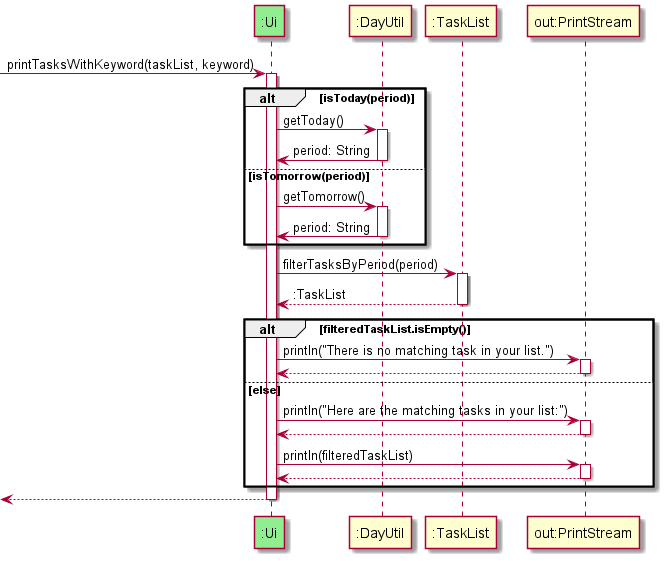 :Ui
:DayUtil
:TaskList
out:PrintStream
printTasksWithKeyword(taskList, keyword)
alt
[isToday(period)]
getToday()
period: String
[isTomorrow(period)]
getTomorrow()
period: String
filterTasksByPeriod(period)
:TaskList
alt
[filteredTaskList.isEmpty()]
println("There is no matching task in your list.")
[else]
println("Here are the matching tasks in your list:")
println(filteredTaskList)
:Ui
:DayUtil
:TaskList
out:PrintStream